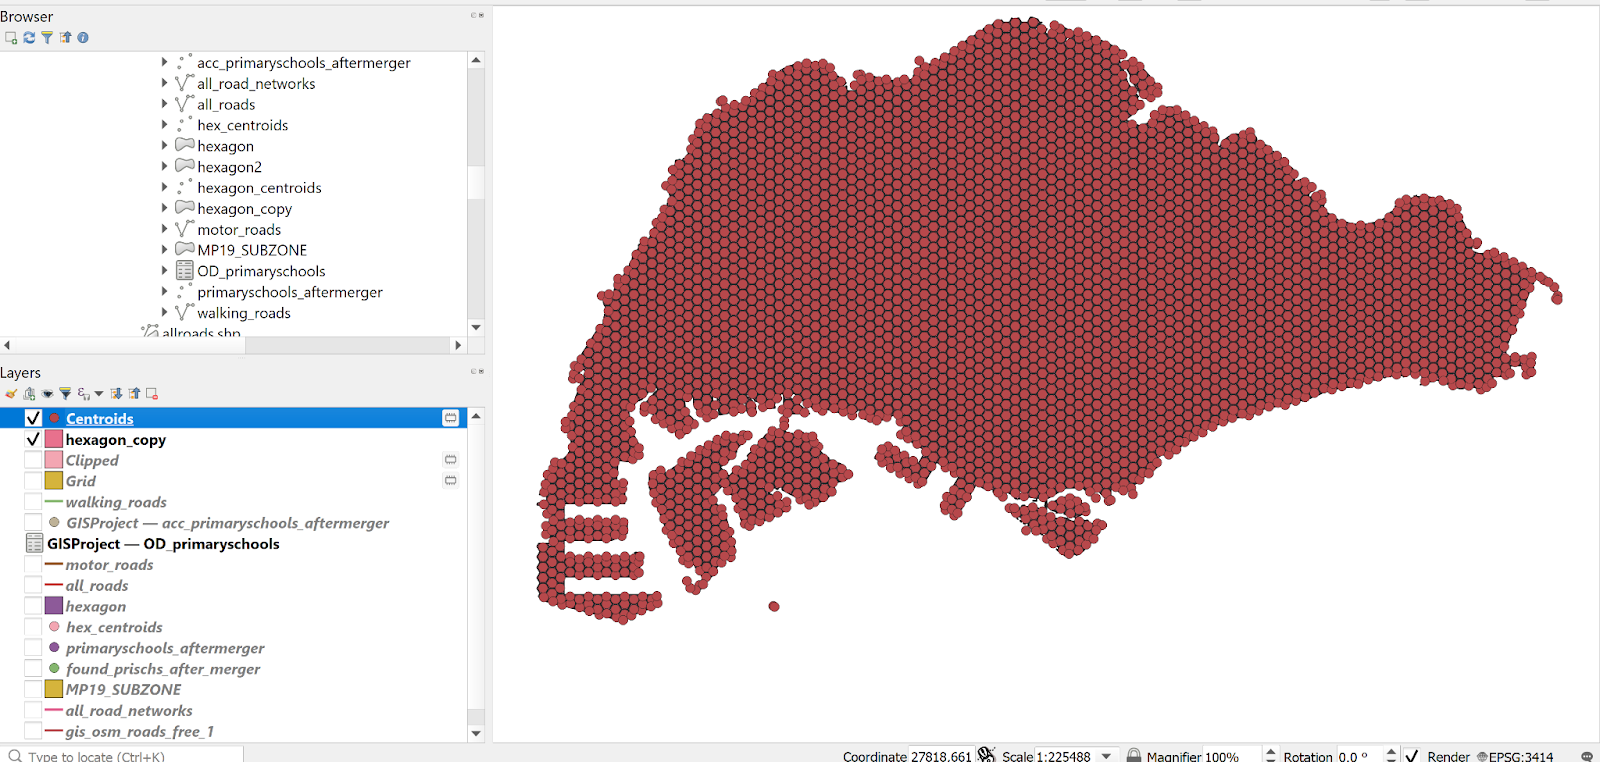 Browser
acc_primaryschools_aftermerger
all_road_networks
all_roads
hex_centroids
hexagon
hexagon2
hexagon_centroids
hexagon_copy
motor_roads
MP19_SUBZONE
OD_primaryschools
primaryschools_aftermerger
walking_roads
allroads.shp
Layers
Centroids
hexagon_copy
Clipped
Grid
walking_roads
GISProject — acc_primaryschools_aftermerger
GISProject — OD_primaryschools
motor_roads
all_roads
hexagon
hex_centroids
primaryschools_aftermerger
found_prischs_after_merger
MP19_SUBZONE
all_road_networks
gis_osm_roads_free_1
Type to locate (Ctrl+K)
Coordinate 27818.661 Scale 1:225488 Magnifier 100% Rotation 0.0 ° Render EPSG:3414